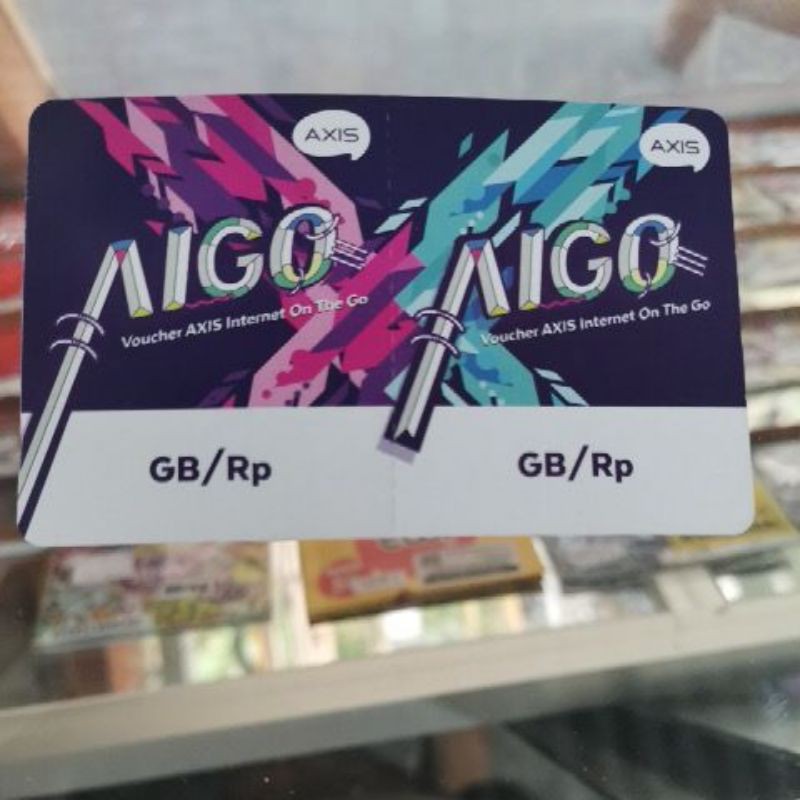 AXIS
AIGO
Voucher AXIS Internet On The Go
GB/Rp
AXIS
AIGO
Voucher AXIS Internet On The Go
GB/Rp